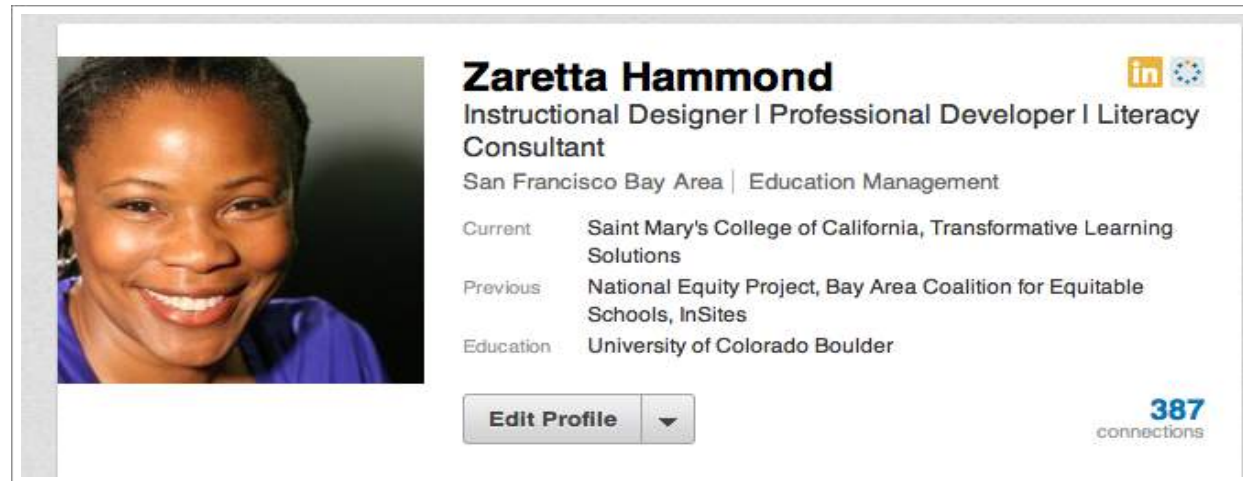 Zaretta Hammond
in
Instructional Designer I Professional Developer I Literacy
Consultant
San Francisco Bay Area | Education Management
Current Saint Mary's College of California, Transformative Learning
Solutions
Previous National Equity Project, Bay Area Coalition for Equitable
Schools, InSites
Education University of Colorado Boulder
Edit Profile
387
connections